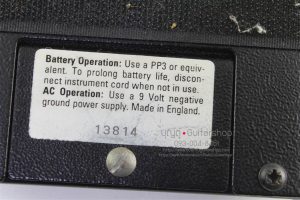 Battery Operation: Use a PP3 or equiv-
alent. To prolong battery life, discon-
nect instrument cord when not in use.
AC Operation: Use a 9 Volt negative
ground power supply. Made in England.
13814